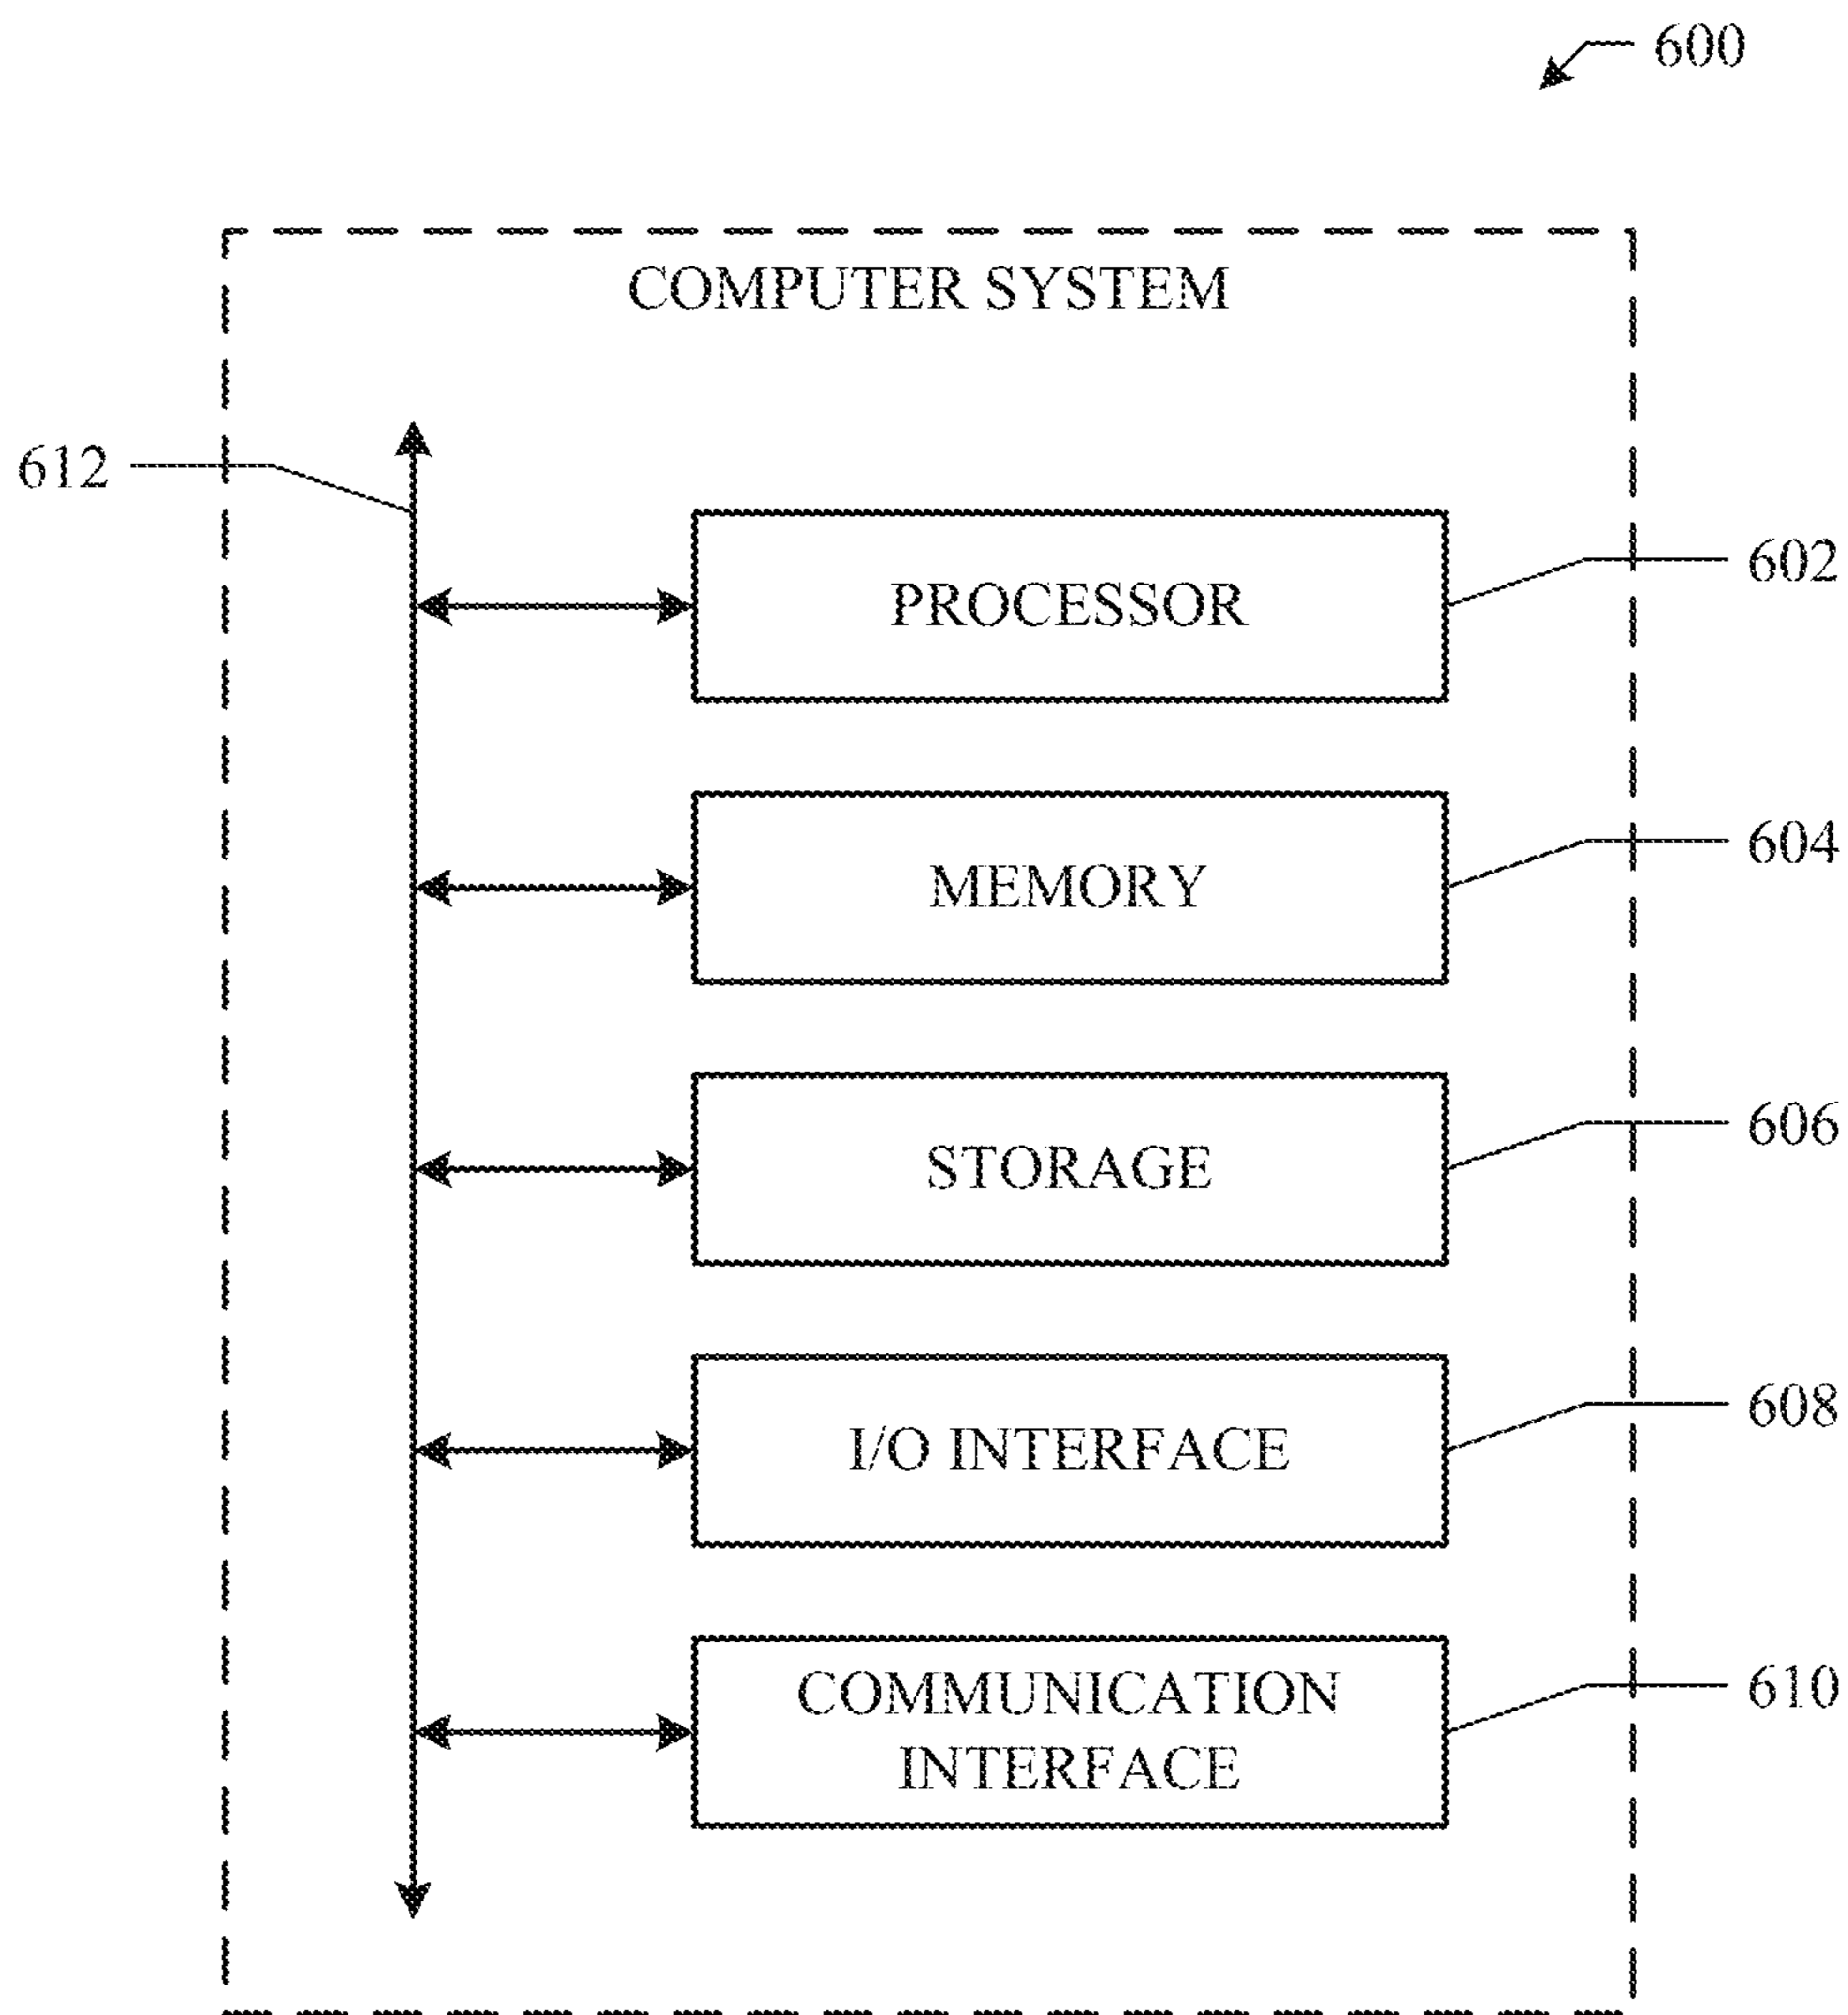 600
COMPUTER SYSTEM
612
PROCESSOR
602
MEMORY
604
STORAGE
606
I/O INTERFACE
608
COMMUNICATION
INTERFACE
610